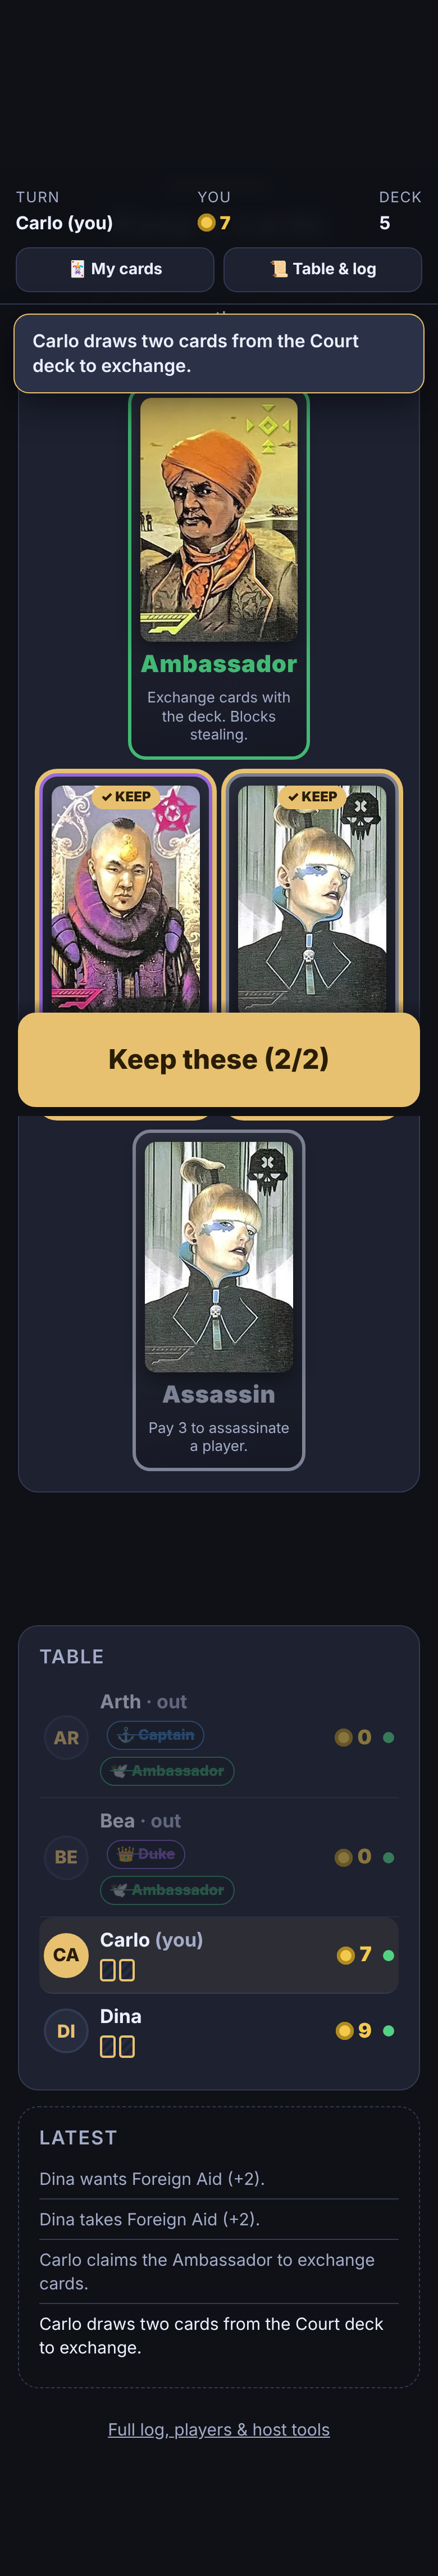 TURN YOU DECK
Carlo (you) 7 5
🃏 My cards 📜 Table & log
Carlo draws two cards from the Court
deck to exchange.
Ambassador
Exchange cards with
the deck. Blocks
stealing.
✓ KEEP ✓ KEEP
Keep these (2/2)
Assassin
Pay 3 to assassinate
a player.
TABLE
AR
Arth · out
⚓ Captain
🕊 Ambassador
0
BE
Bea · out
👑 Duke
🕊 Ambassador
0
CA
Carlo (you)
7
DI
Dina
9
LATEST
Dina wants Foreign Aid (+2).
Dina takes Foreign Aid (+2).
Carlo claims the Ambassador to exchange
cards.
Carlo draws two cards from the Court deck
to exchange.
Full log, players & host tools